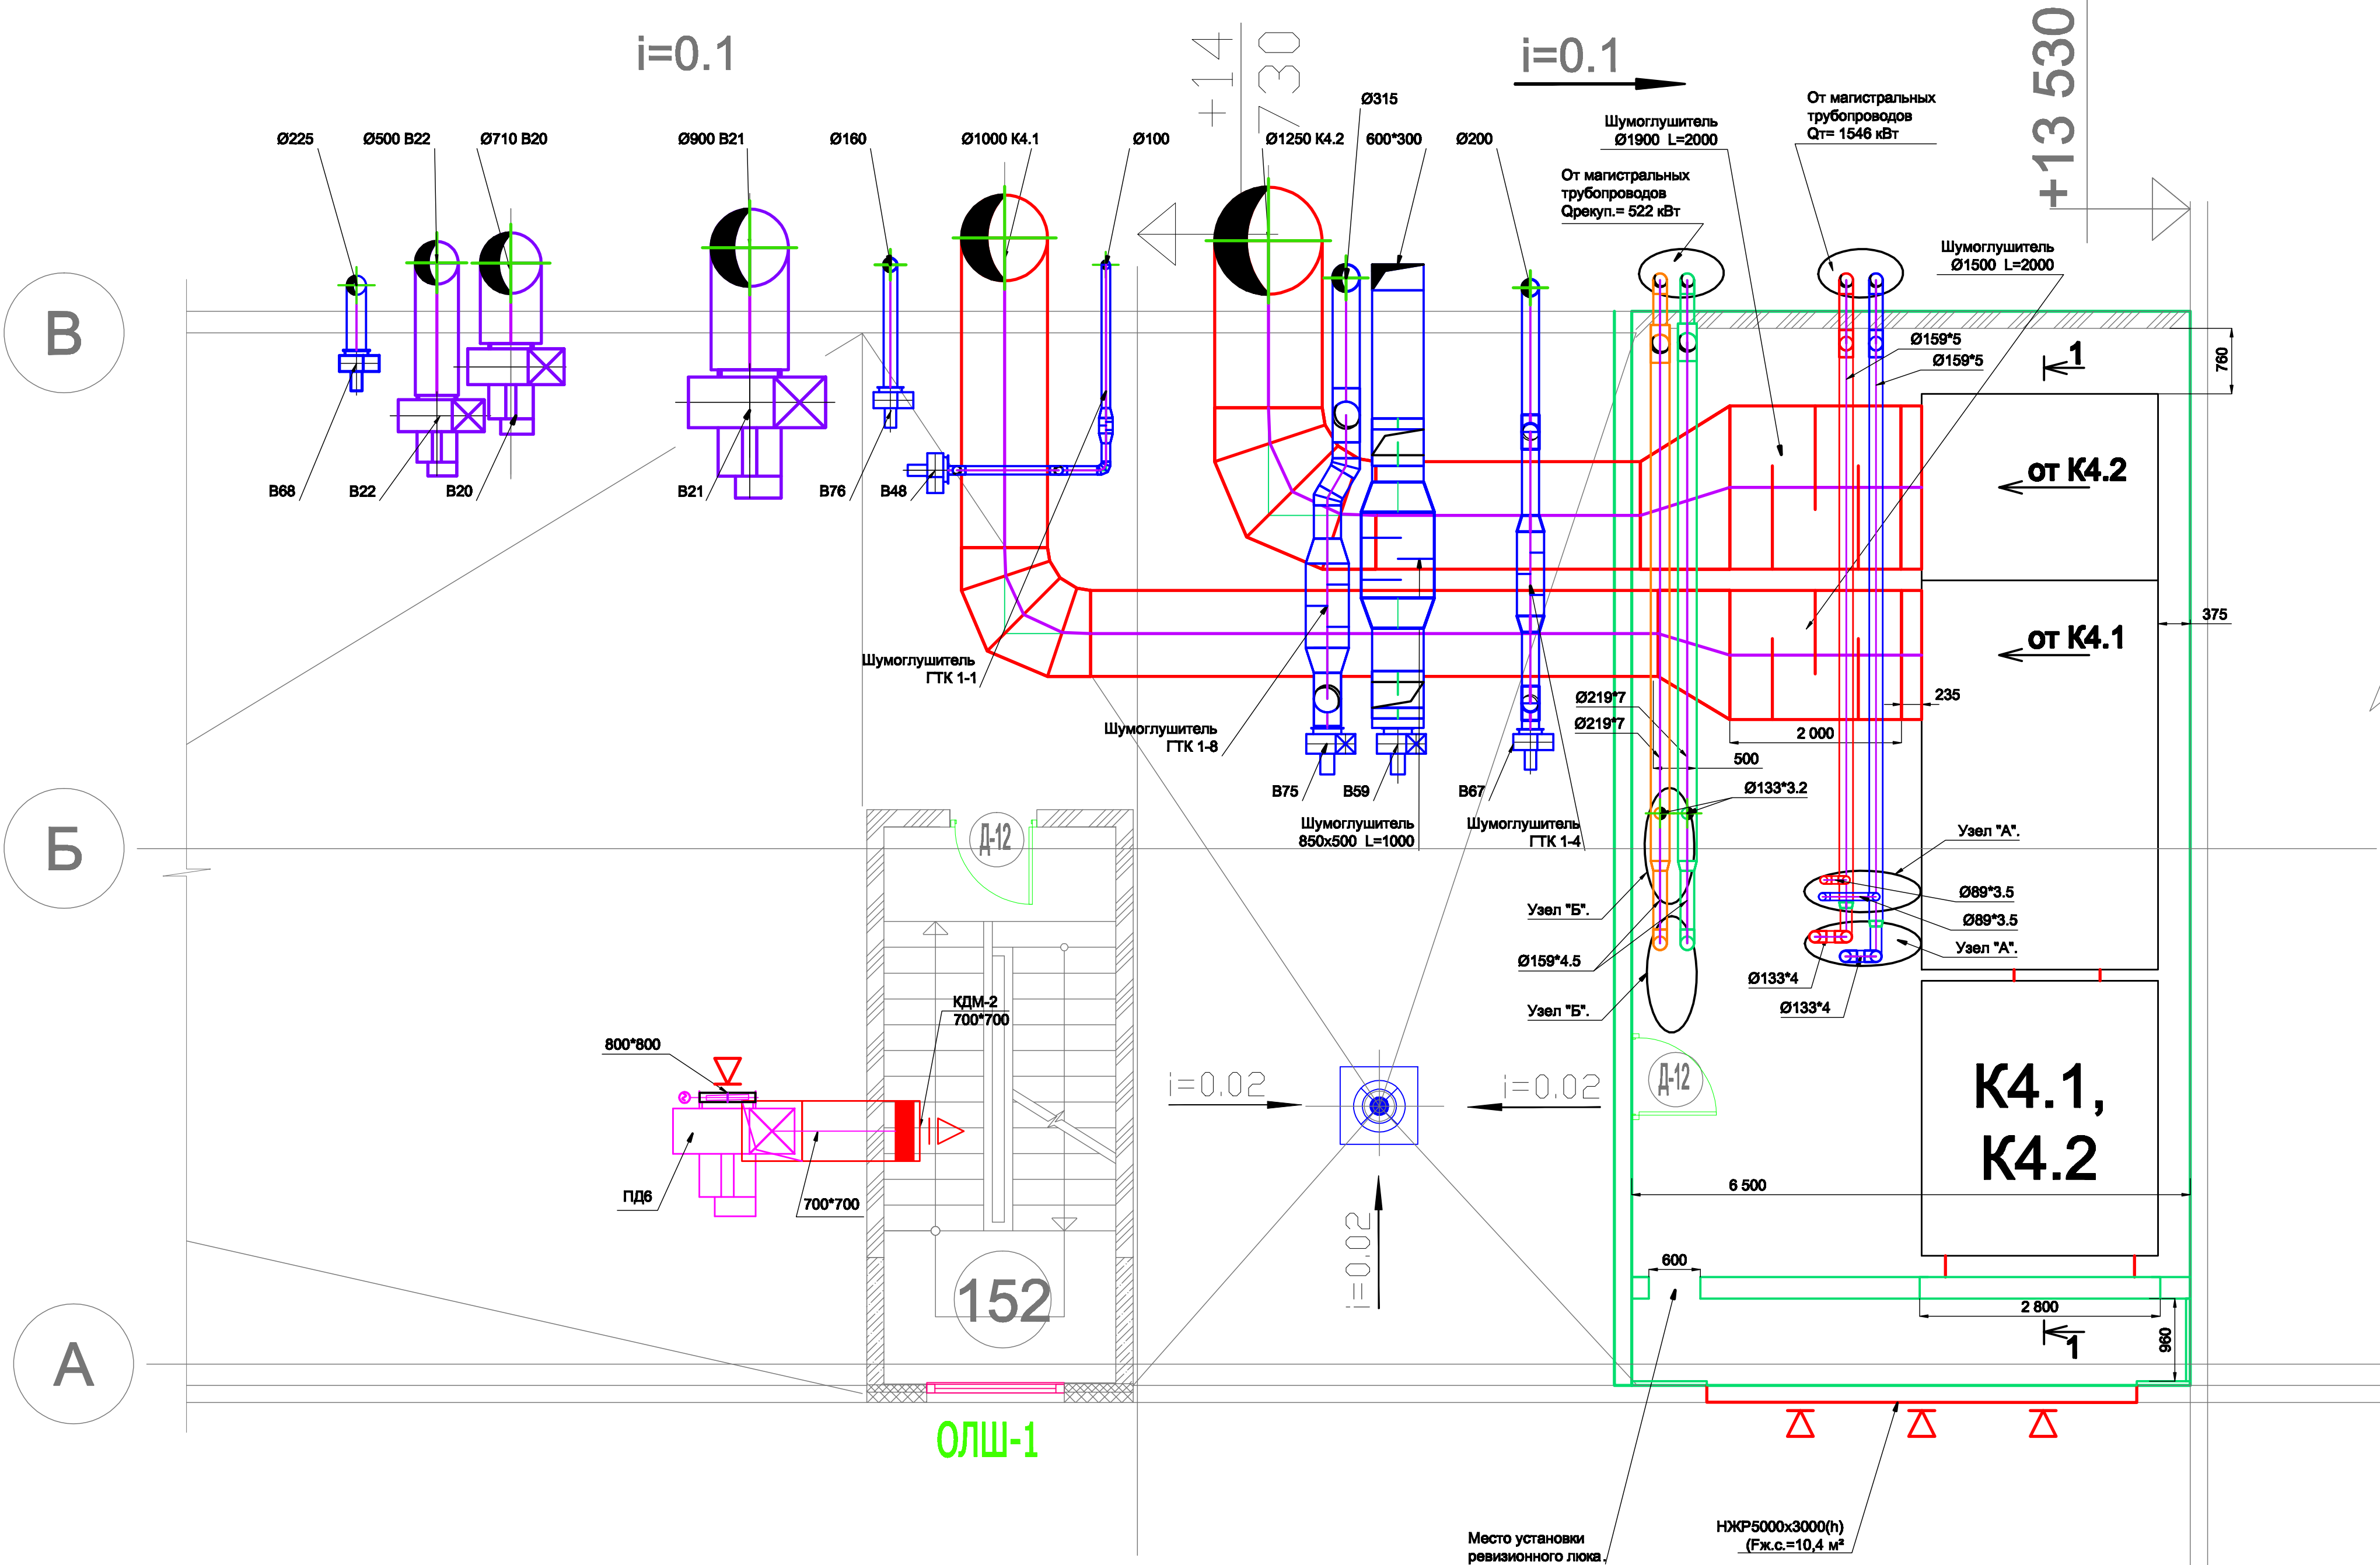 i=0.1
+14 730
i=0.1
+13 530
Ø315
От магистральных
трубопроводов
Qт= 1546 кВт
Шумоглушитель
Ø1900 L=2000
Ø225
Ø500 В22
Ø710 В20
Ø900 В21
Ø160
Ø1000 К4.1
Ø100
Ø1250 К4.2
600*300
Ø200
От магистральных
трубопроводов
Qрекуп.= 522 кВт
Шумоглушитель
Ø1500 L=2000
В
Ø159*5
Ø159*5
1
760
от К4.2
В68
В22
В20
В21
В76
В48
375
от К4.1
Шумоглушитель
ГТК 1-1
235
Ø219*7
Ø219*7
Шумоглушитель
ГТК 1-8
2 000
500
В75
В59
В67
Ø133*3.2
Шумоглушитель
850x500 L=1000
Шумоглушитель
ГТК 1-4
Б
Д-12
Узел "А".
Ø89*3.5
Узел "Б".
Ø89*3.5
Узел "А".
Ø159*4.5
Ø133*4
Ø133*4
Узел "Б".
КДМ-2
700*700
800*800
i=0.02
i=0.02
Д-12
К4.1,
К4.2
ПД6
700*700
6 500
i=0.02
600
152
2 800
960
1
А
ОЛШ-1
НЖР5000x3000(h)
(Fж.с.=10,4 м²
Место установки
ревизионного люка.